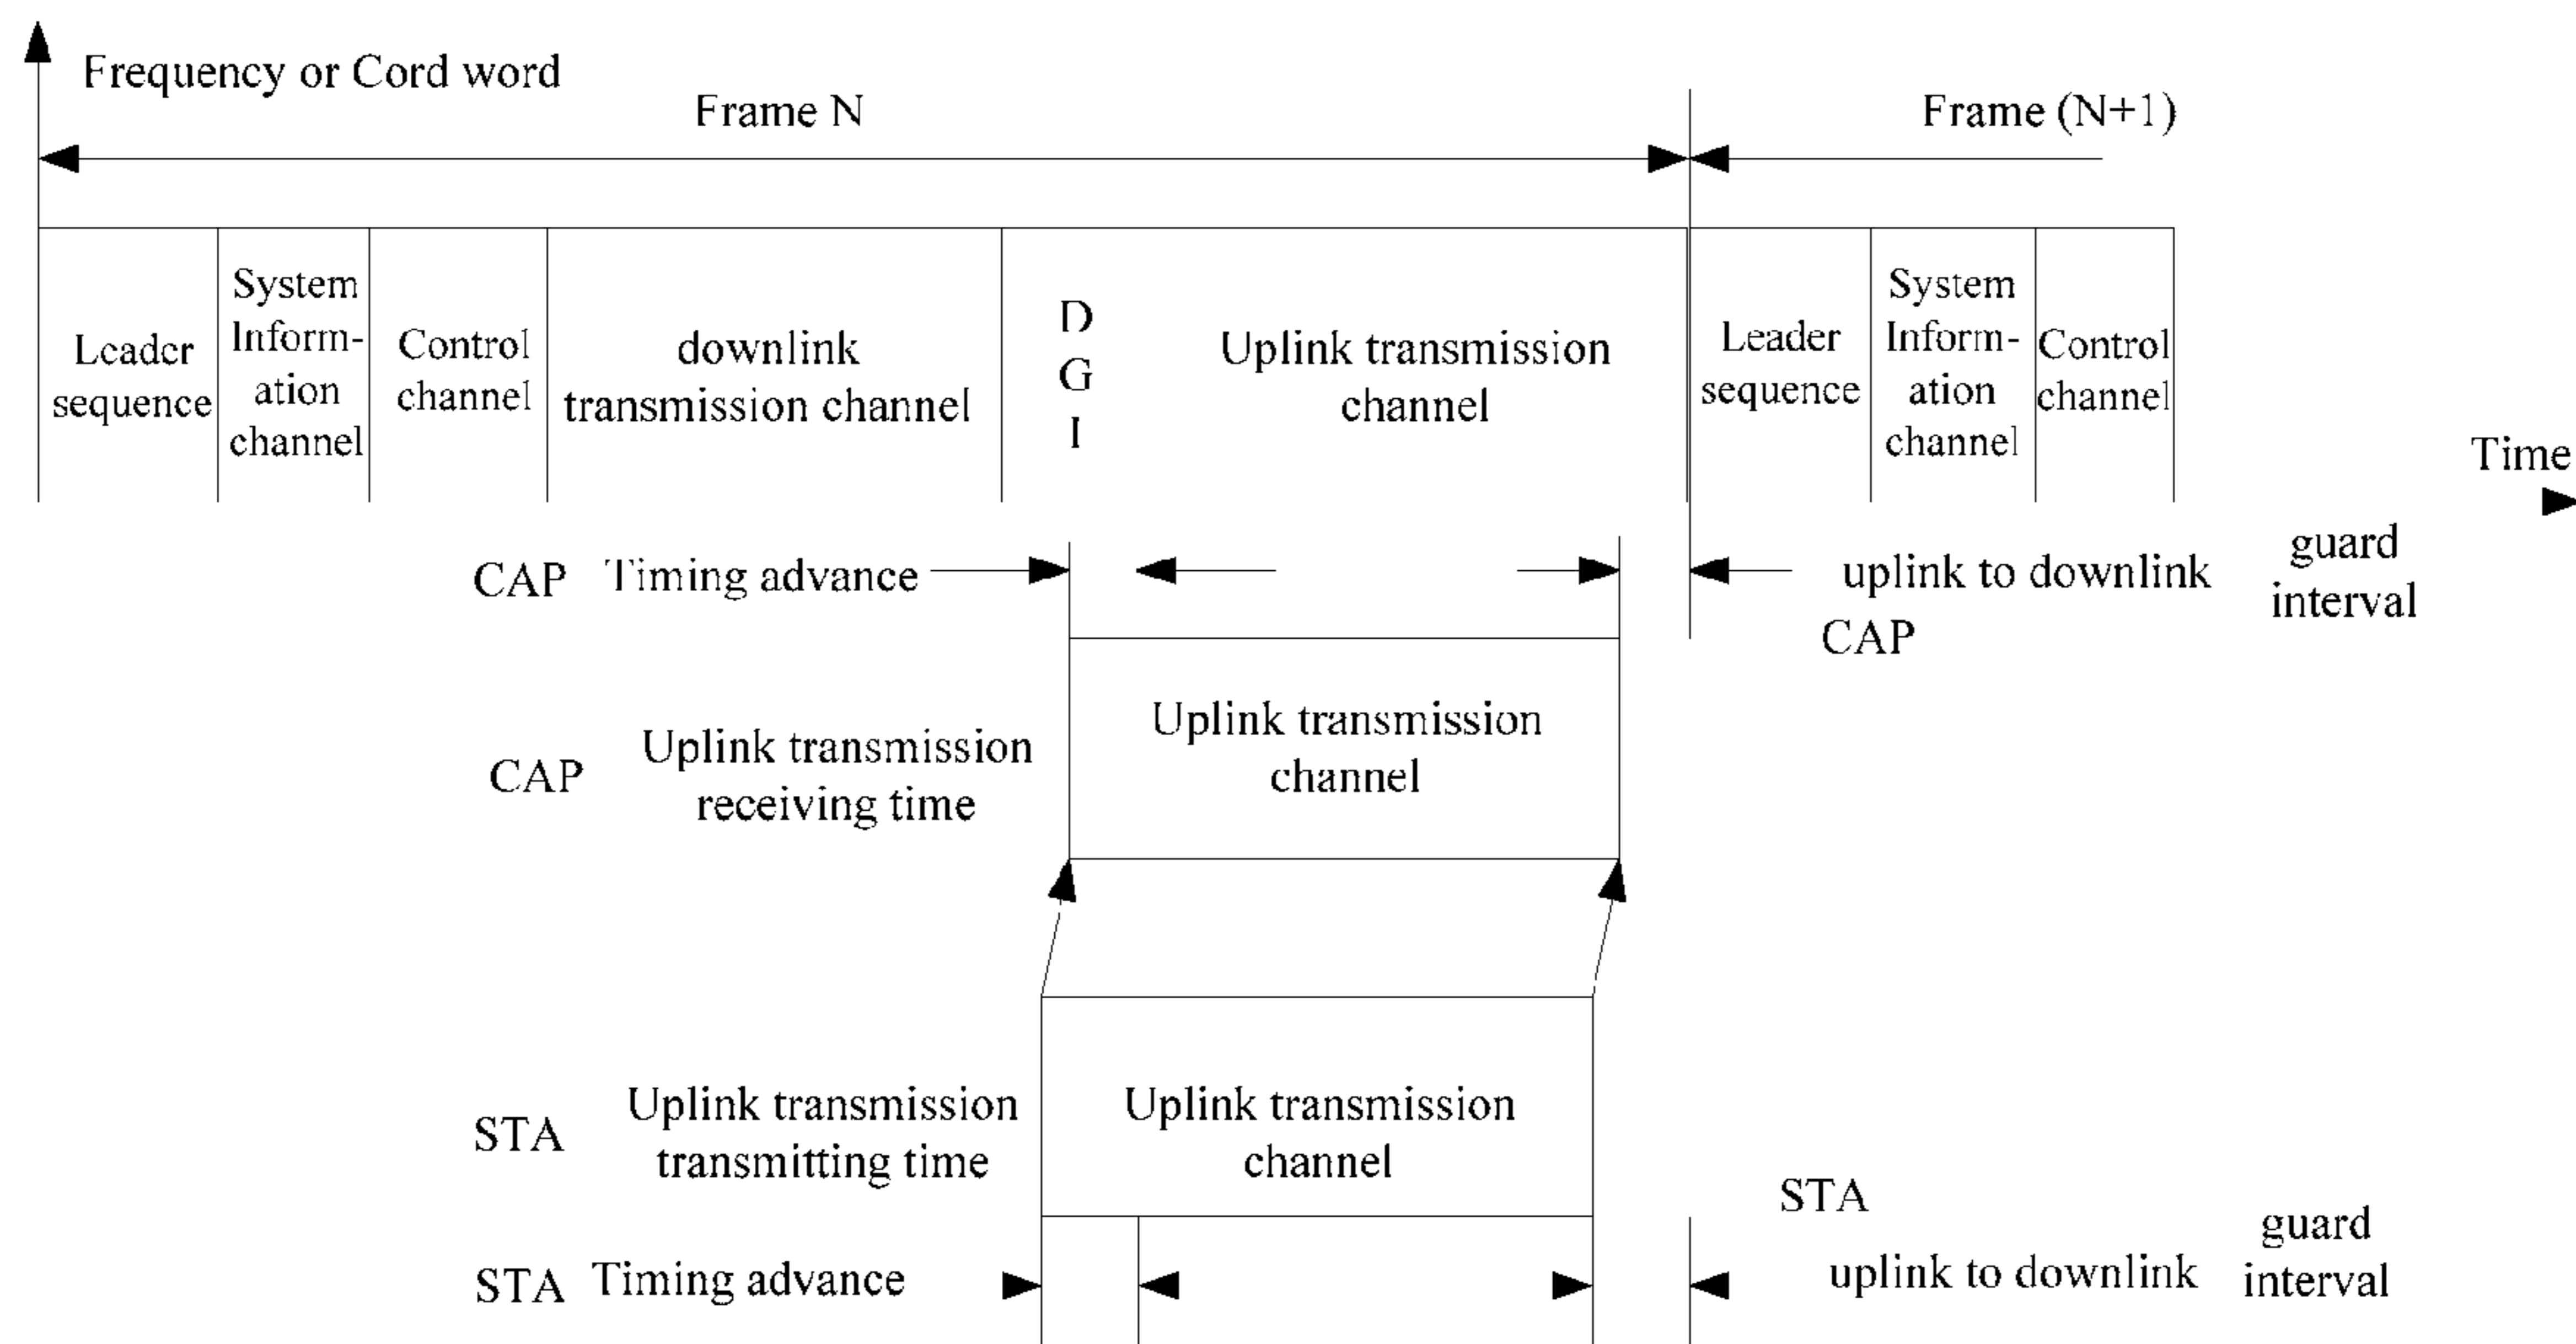 Frequency or Cord word
Frame N
Frame (N+1)
Leader
sequence
System
Inform-
ation
channel
Control
channel
downlink
transmission channel
D
G
I
Uplink transmission
channel
Leader
sequence
System
Inform-
ation
channel
Control
channel
Time
CAP Timing advance
uplink to downlink
guard
interval
CAP
CAP
Uplink transmission
receiving time
Uplink transmission
channel
STA
Uplink transmission
transmitting time
Uplink transmission
channel
STA Timing advance
STA
uplink to downlink
guard
interval